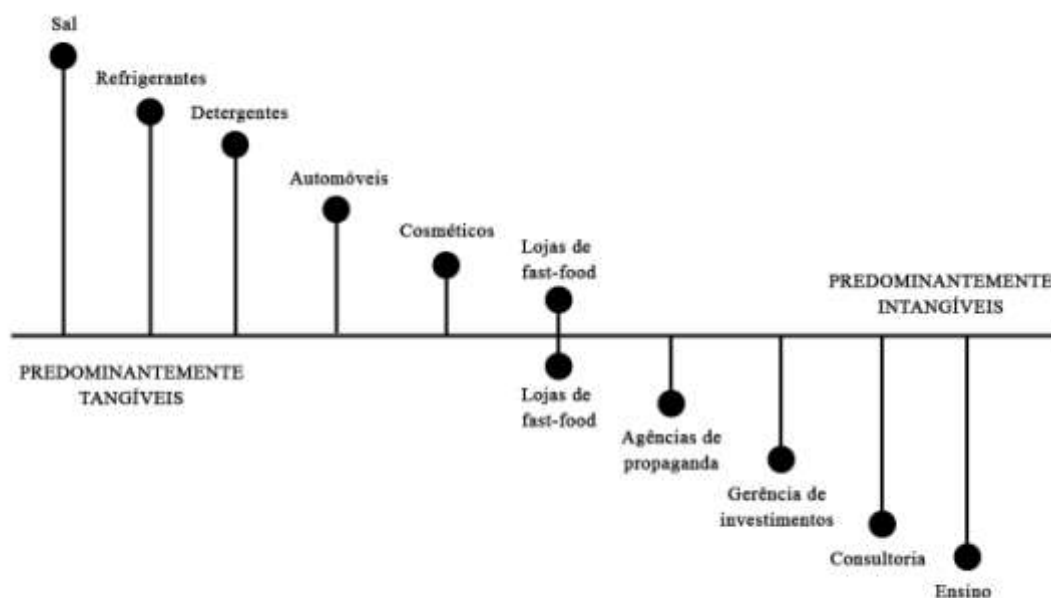 Sal
Refrigerantes
Detergentes
Automóveis
Cosméticos
Lojas de
fast-food
PREDOMINANTEMENTE
INTANGÍVEIS
PREDOMINANTEMENTE
TANGÍVEIS
Lojas de
fast-food
Agências de
propaganda
Gerência de
investimentos
Consultoria
Ensino